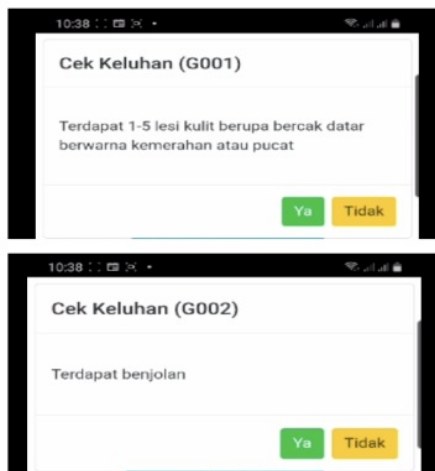 10:38
Cek Keluhan (G001)
Terdapat 1-5 lesi kulit berupa bercak datar
berwarna kemerahan atau pucat
Ya Tidak
10:38
Cek Keluhan (G002)
Terdapat benjolan
Ya Tidak